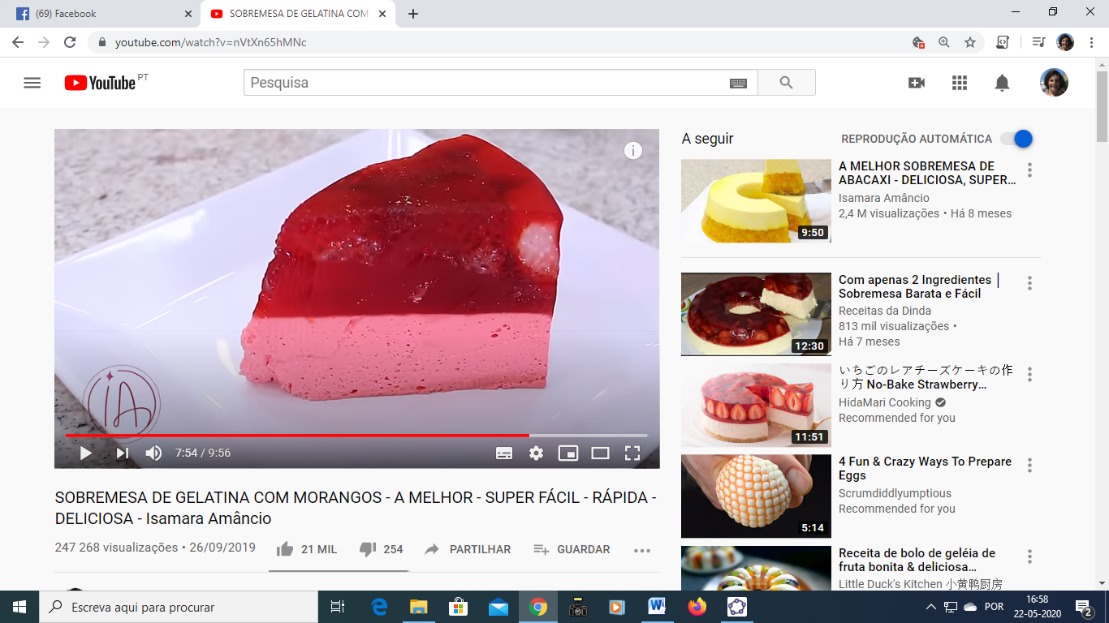 (69) Facebook
SOBREMESA DE GELATINA COM
youtube.com/watch?v=nVtXn65hMNc
YouTube PT
Pesquisa
IA
7:54 / 9:56
SOBREMESA DE GELATINA COM MORANGOS - A MELHOR - SUPER FÁCIL - RÁPIDA -
DELICIOSA - Isamara Amâncio
247 268 visualizações • 26/09/2019
21 MIL
254
PARTILHAR
GUARDAR
A seguir
REPRODUÇÃO AUTOMÁTICA
A MELHOR SOBREMESA DE
ABACAXI - DELICIOSA, SUPER...
Isamara Amâncio
2,4 M visualizações • Há 8 meses
9:50
Com apenas 2 Ingredientes |
Sobremesa Barata e Fácil
Receitas da Dinda
813 mil visualizações •
Há 7 meses
12:30
いちごのレアチーズケーキの作
り方 No-Bake Strawberry...
HidaMari Cooking
Recommended for you
11:51
4 Fun & Crazy Ways To Prepare
Eggs
Scrumdiddlyumptious
Recommended for you
5:14
Receita de bolo de geléia de
fruta bonita & deliciosa...
Little Duck's Kitchen 小黄鸭厨房
Escreva aqui para procurar
POR
16:58
22-05-2020
2